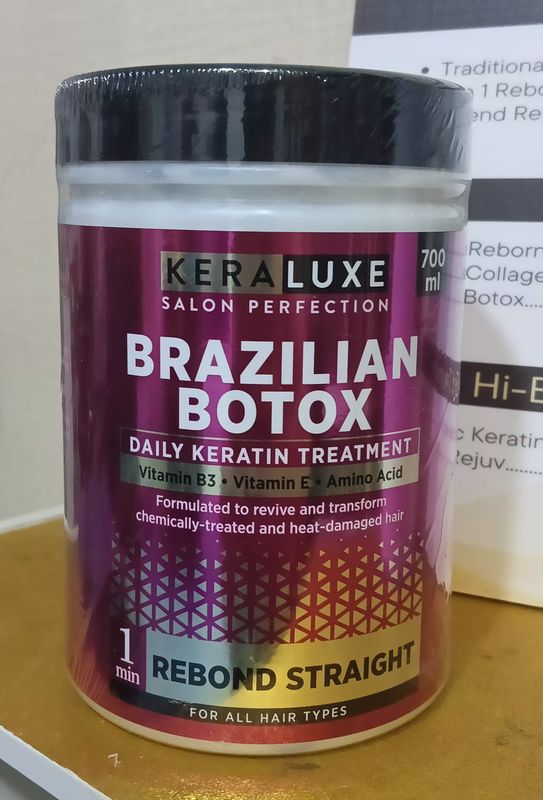 KERALUXE
SALON PERFECTION
700
ml
BRAZILIAN
BOTOX
DAILY KERATIN TREATMENT
Vitamin B3 • Vitamin E • Amino Acid
Formulated to revive and transform
chemically-treated and heat-damaged hair
1
min
REBOND STRAIGHT
FOR ALL HAIR TYPES
• Traditiona
1 Rebo
end Re
Reborn
Collage
Botox....
Hi-E
c Keratin
Rejuv.........